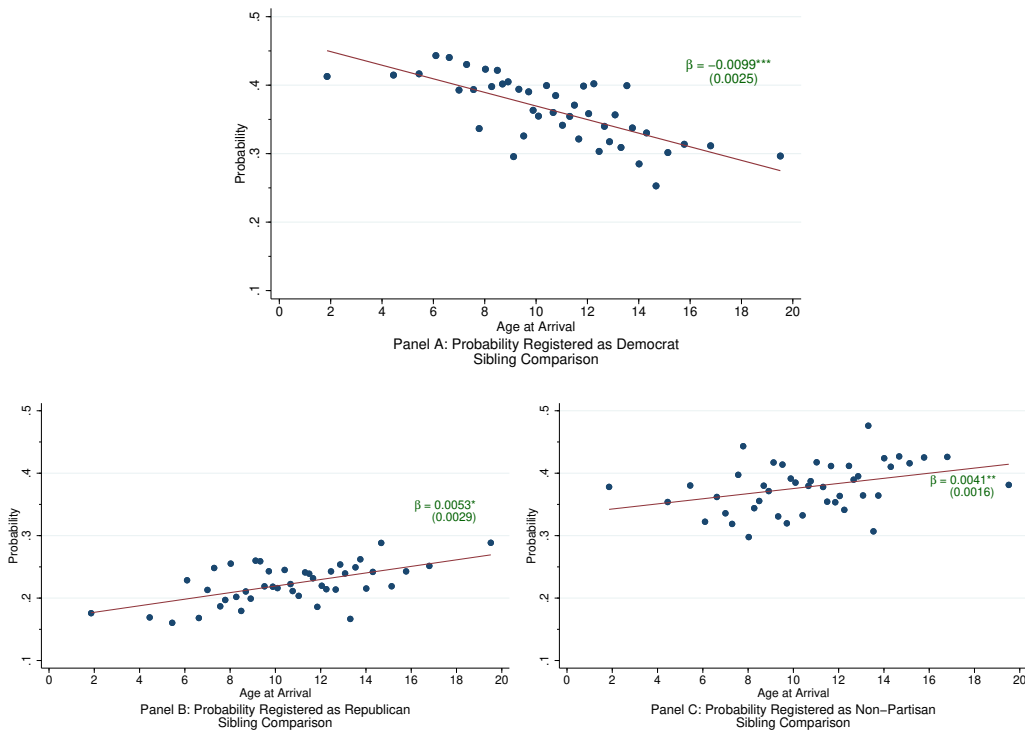 .5
.4
.3
.2
.1
Probability
β = −0.0099***
(0.0025)
0 2 4 6 8 10 12 14 16 18 20
Age at Arrival
Panel A: Probability Registered as Democrat
Sibling Comparison
.5
.4
.3
.2
.1
Probability
β = 0.0053*
(0.0029)
0 2 4 6 8 10 12 14 16 18 20
Age at Arrival
Panel B: Probability Registered as Republican
Sibling Comparison
.5
.4
.3
.2
.1
Probability
β = 0.0041**
(0.0016)
0 2 4 6 8 10 12 14 16 18 20
Age at Arrival
Panel C: Probability Registered as Non−Partisan
Sibling Comparison